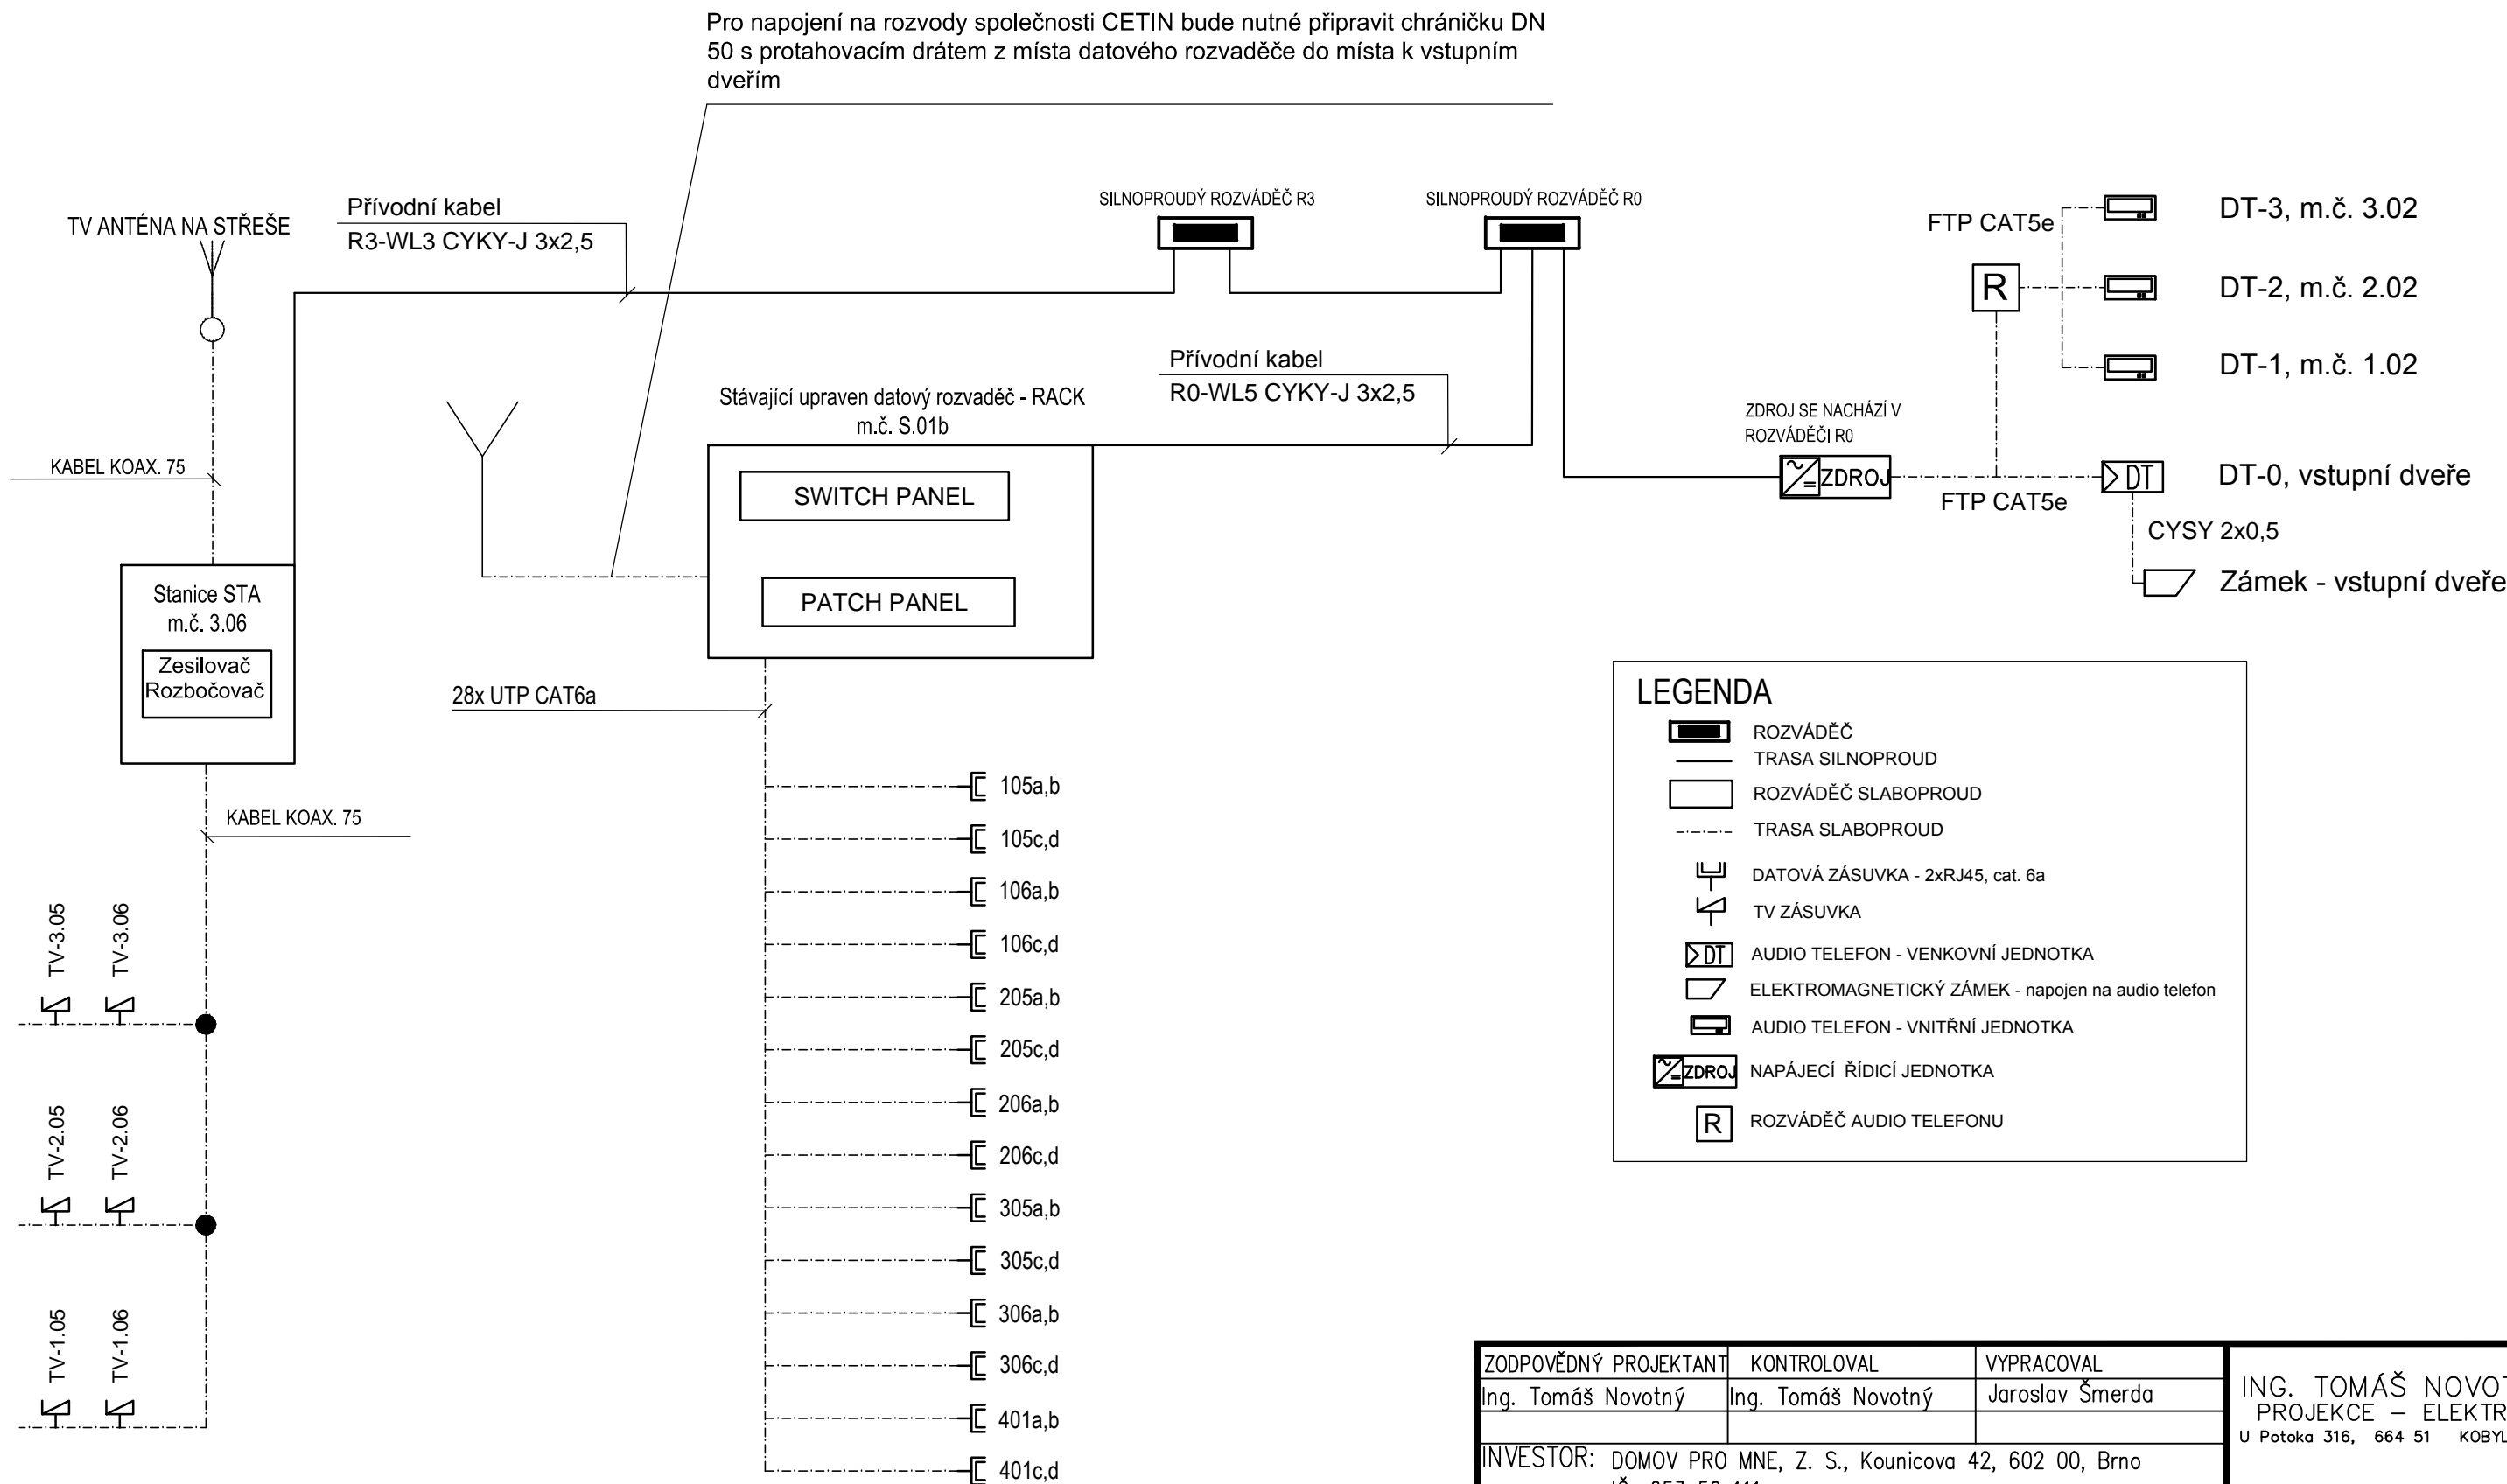 Pro napojení na rozvody společnosti CETIN bude nutné připravit chráničku DN
50 s protahovacím drátem z místa datového rozvaděče do místa k vstupním
dveřím
TV ANTÉNA NA STŘEŠE
Přívodní kabel
R3-WL3 CYKY-J 3x2,5
SILNOPROUDÝ ROZVÁDĚČ R3
SILNOPROUDÝ ROZVÁDĚČ R0
FTP CAT5e
R
DT-3, m.č. 3.02
DT-2, m.č. 2.02
DT-1, m.č. 1.02
Přívodní kabel
R0-WL5 CYKY-J 3x2,5
Stávající upraven datový rozvaděč - RACK
m.č. S.01b
SWITCH PANEL
PATCH PANEL
ZDROJ SE NACHÁZÍ V
ROZVÁDĚČI R0
ZDROJ
FTP CAT5e
DT
DT-0, vstupní dveře
CYSY 2x0,5
Zámek - vstupní dveře
KABEL KOAX. 75
Stanice STA
m.č. 3.06
Zesilovač
Rozbočovač
KABEL KOAX. 75
28x UTP CAT6a
TV-3.05
TV-3.06
TV-2.05
TV-2.06
TV-1.05
TV-1.06
105a,b
105c,d
106a,b
106c,d
205a,b
205c,d
206a,b
206c,d
305a,b
305c,d
306a,b
306c,d
401a,b
401c,d
LEGENDA
ROZVÁDĚČ
TRASA SILNOPROUD
ROZVÁDĚČ SLABOPROUD
TRASA SLABOPROUD
DATOVÁ ZÁSUVKA - 2xRJ45, cat. 6a
TV ZÁSUVKA
DT AUDIO TELEFON - VENKOVNÍ JEDNOTKA
ELEKTROMAGNETICKÝ ZÁMEK - napojen na audio telefon
AUDIO TELEFON - VNITŘNÍ JEDNOTKA
ZDROJ NAPÁJECÍ ŘÍDICÍ JEDNOTKA
R ROZVÁDĚČ AUDIO TELEFONU
ZODPOVĚDNÝ PROJEKTANT KONTROLOVAL VYPRACOVAL
Ing. Tomáš Novotný Ing. Tomáš Novotný Jaroslav Šmerda
INVESTOR: DOMOV PRO MNE, Z. S., Kounicova 42, 602 00, Brno
ING. TOMÁŠ
PROJEKCE –
U Potoka 316, 664 51